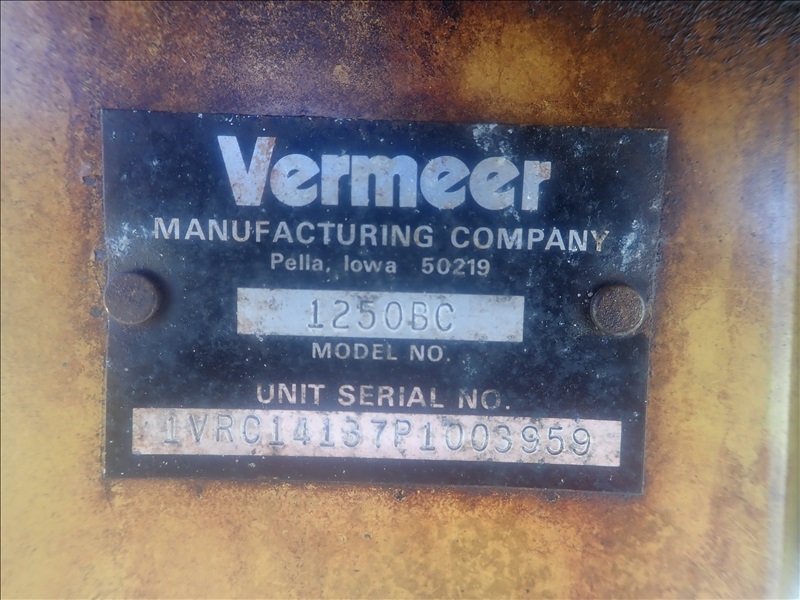 Vermeer
MANUFACTURING COMPANY
Pella, Iowa 50219
1250BC
MODEL NO.
UNIT SERIAL NO.
1VRC14137P1003959